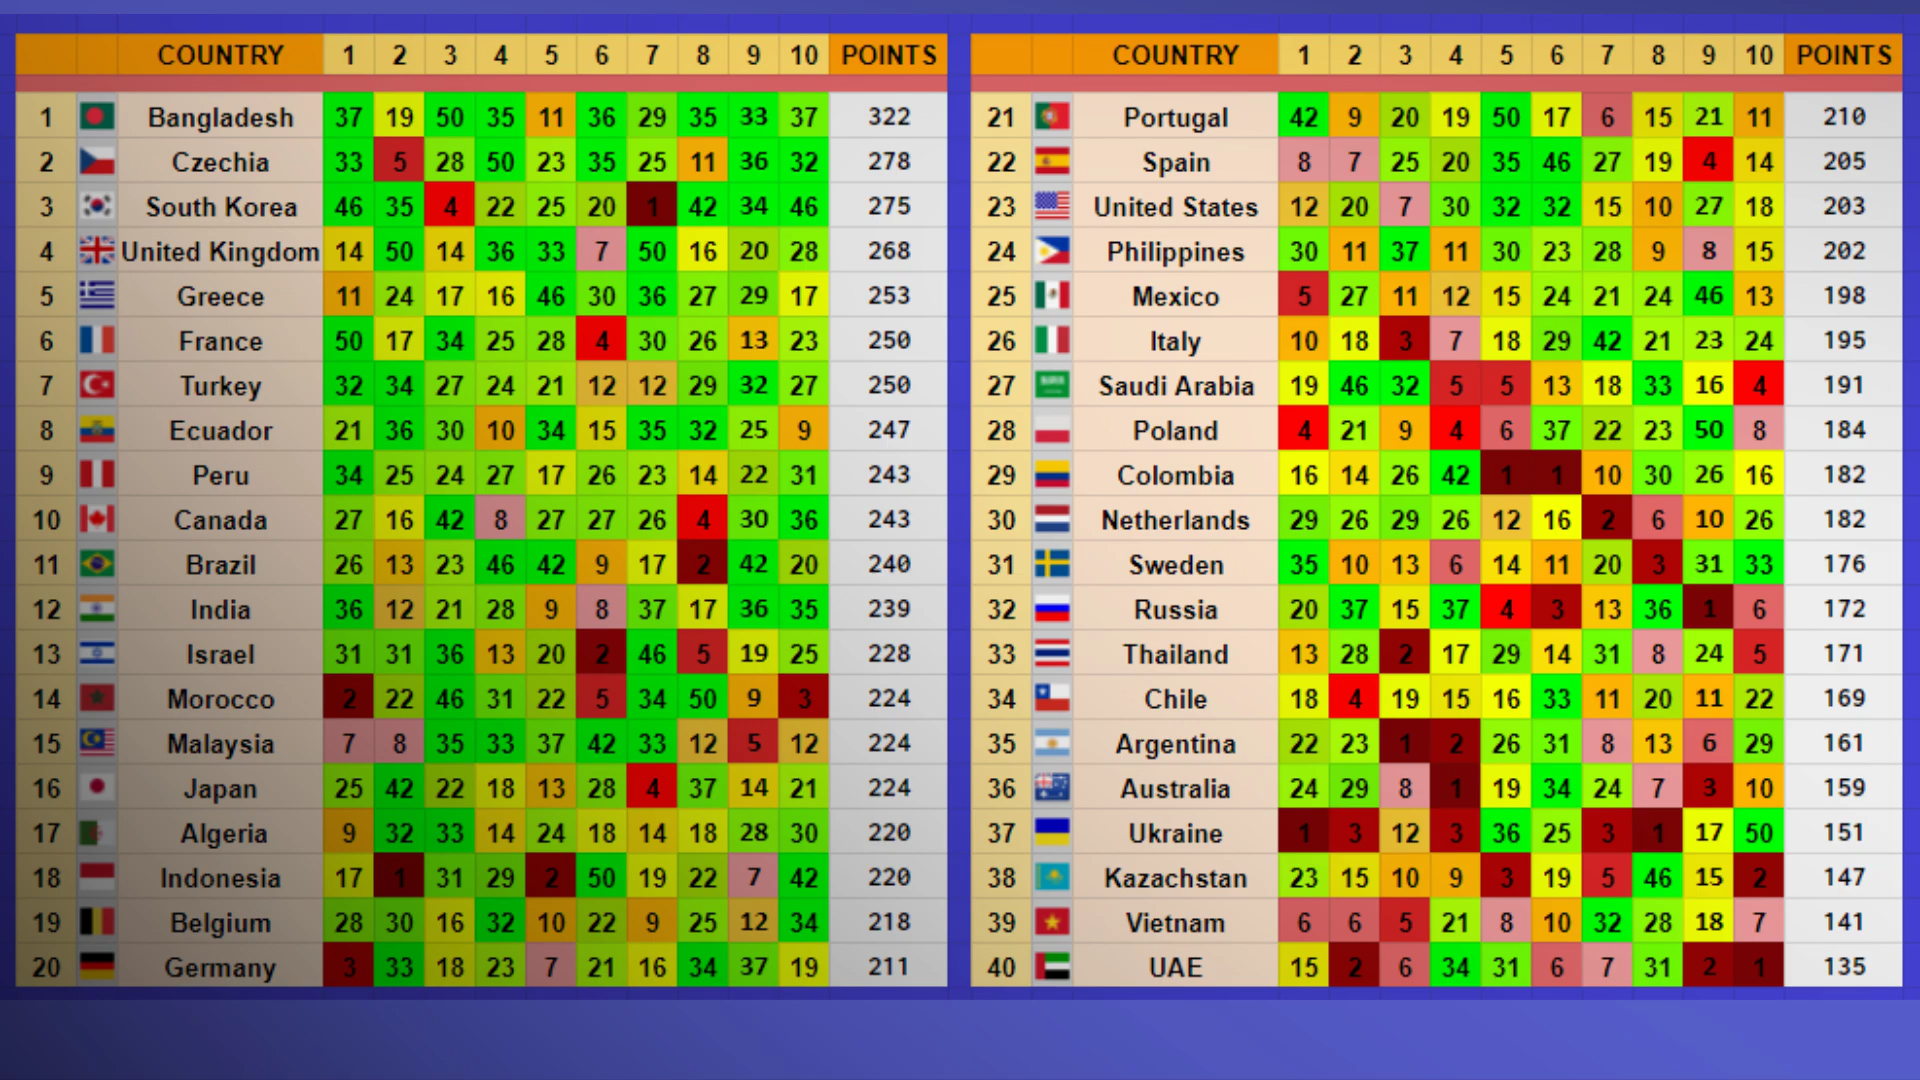 COUNTRY 1 2 3 4 5 6 7 8 9 10 POINTS
1 Bangladesh 37 19 50 35 11 36 29 35 33 37 322
2 Czechia 33 5 28 50 23 35 25 11 36 32 278
3 South Korea 46 35 4 22 25 20 1 42 34 46 275
4 United Kingdom 14 50 14 36 33 7 50 16 20 28 268
5 Greece 11 24 17 16 46 30 36 27 29 17 253
6 France 50 17 34 25 28 4 30 26 13 23 250
7 Turkey 32 34 27 24 21 12 12 29 32 27 250
8 Ecuador 21 36 30 10 34 15 35 32 25 9 247
9 Peru 34 25 24 27 17 26 23 14 22 31 243
10 Canada 27 16 42 8 27 27 26 4 30 36 243
11 Brazil 26 13 23 46 42 9 17 2 42 20 240
12 India 36 12 21 28 9 8 37 17 36 35 239
13 Israel 31 31 36 13 20 2 46 5 19 25 228
14 Morocco 2 22 46 31 22 5 34 50 9 3 224
15 Malaysia 7 8 35 33 37 42 33 12 5 12 224
16 Japan 25 42 22 18 13 28 4 37 14 21 224
17 Algeria 9 32 33 14 24 18 14 18 28 30 220
18 Indonesia 17 1 31 29 2 50 19 22 7 42 220
19 Belgium 28 30 16 32 10 22 9 25 12 34 218
20 Germany 3 33 18 23 7 21 16 34 37 19 211
COUNTRY 1 2 3 4 5 6 7 8 9 10 POINTS
21 Portugal 42 9 20 19 50 17 6 15 21 11 210
22 Spain 8 7 25 20 35 46 27 19 4 14 205
23 United States 12 20 7 30 32 32 15 10 27 18 203
24 Philippines 30 11 37 11 30 23 28 9 8 15 202
25 Mexico 5 27 11 12 15 24 21 24 46 13 198
26 Italy 10 18 3 7 18 29 42 21 23 24 195
27 Saudi Arabia 19 46 32 5 5 13 18 33 16 4 191
28 Poland 4 21 9 4 6 37 22 23 50 8 184
29 Colombia 16 14 26 42 1 1 10 30 26 16 182
30 Netherlands 29 26 29 26 12 16 2 6 10 26 182
31 Sweden 35 10 13 6 14 11 20 3 31 33 176
32 Russia 20 37 15 37 4 3 13 36 1 6 172
33 Thailand 13 28 2 17 29 14 31 8 24 5 171
34 Chile 18 4 19 15 16 33 11 20 11 22 169
35 Argentina 22 23 1 2 26 31 8 13 6 29 161
36 Australia 24 29 8 1 19 34 24 7 3 10 159
37 Ukraine 1 3 12 3 36 25 3 1 17 50 151
38 Kazachstan 23 15 10 9 3 19 5 46 15 2 147
39 Vietnam 6 6 5 21 8 10 32 28 18 7 141
40 UAE 15 2 6 34 31 6 7 31 2 1 135